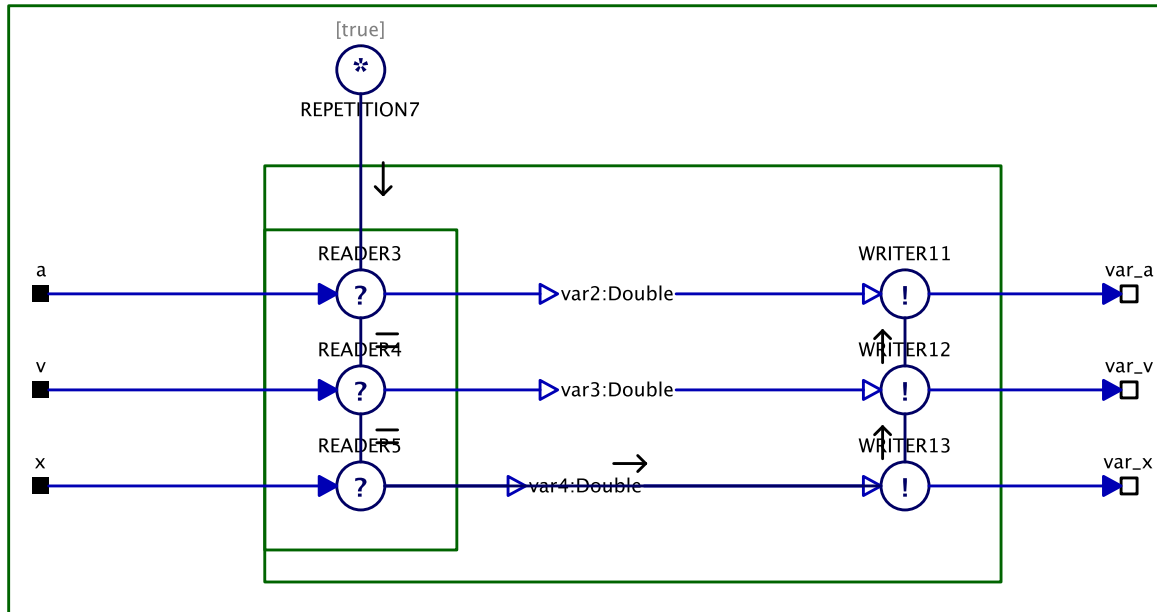 [true]
*
REPETITION7
READER3
WRITER11
a
var_a
?
var2:Double
!
READER4
WRITER12
v
var_v
?
var3:Double
!
READER5
WRITER13
x
var_x
?
var4:Double
!